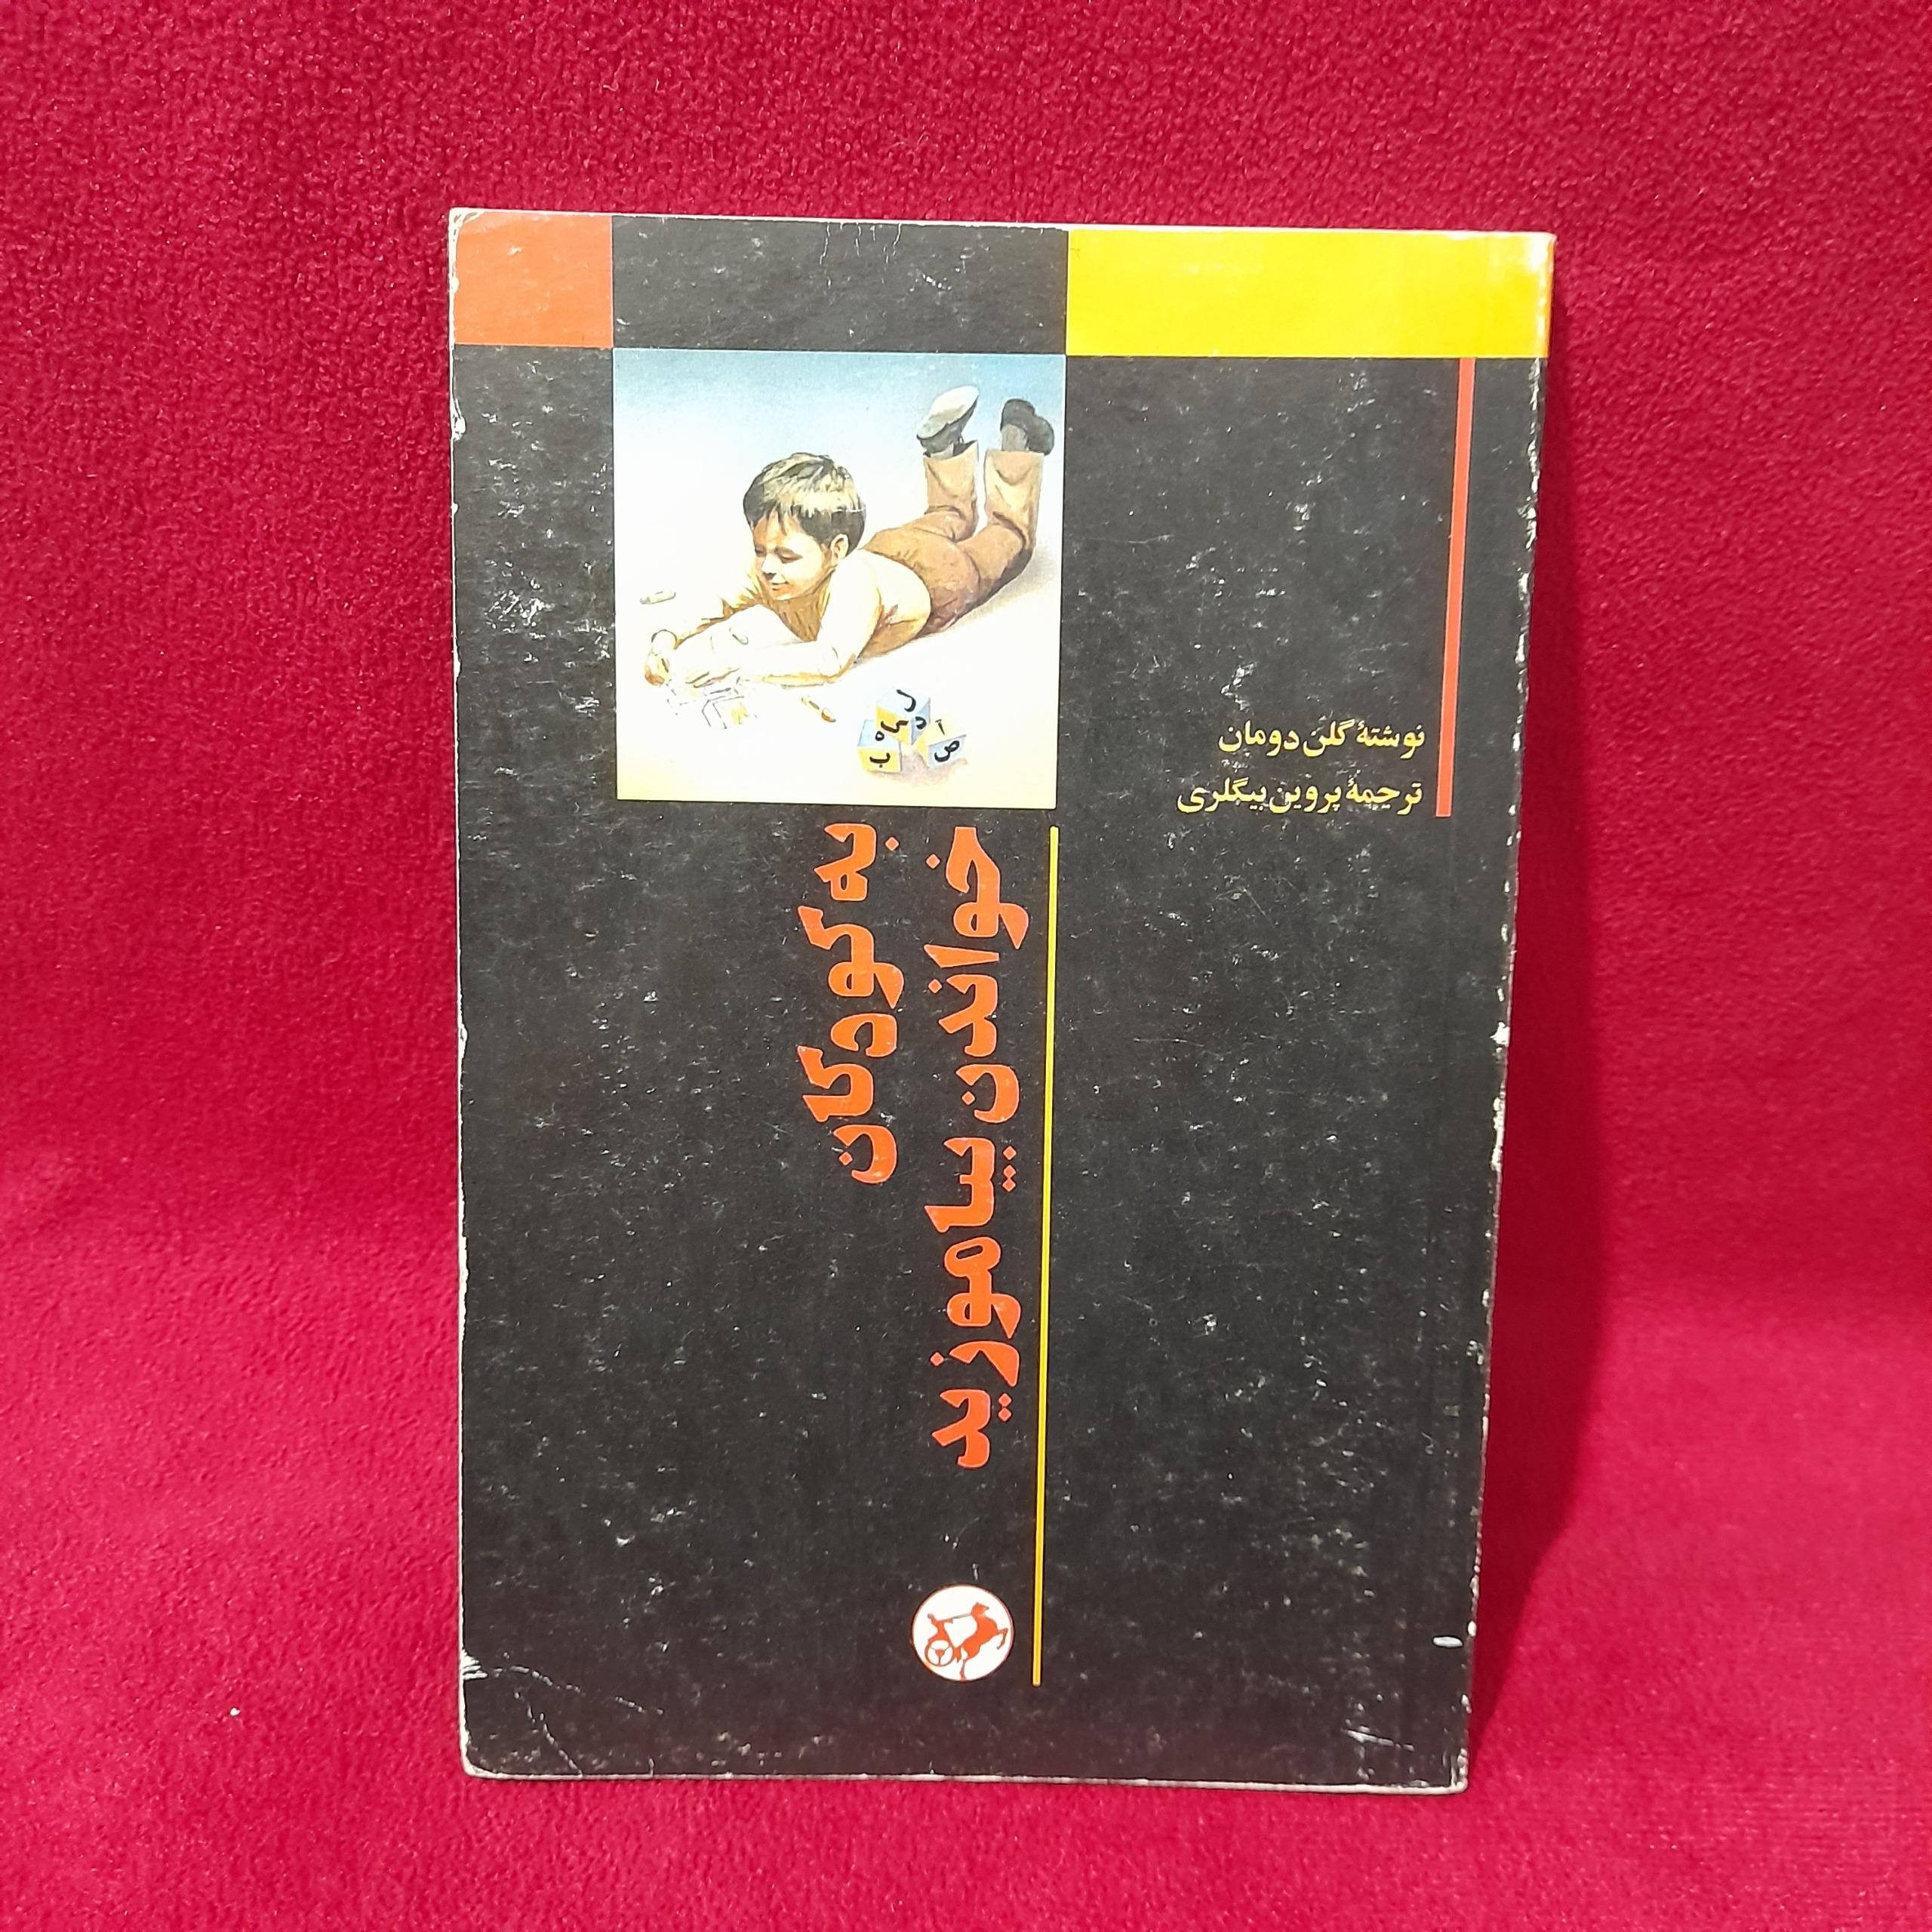 نوشتهٔ گلن دومان
ترجمهٔ پروین بیگلری
به کودکان
خواندن بیاموزید